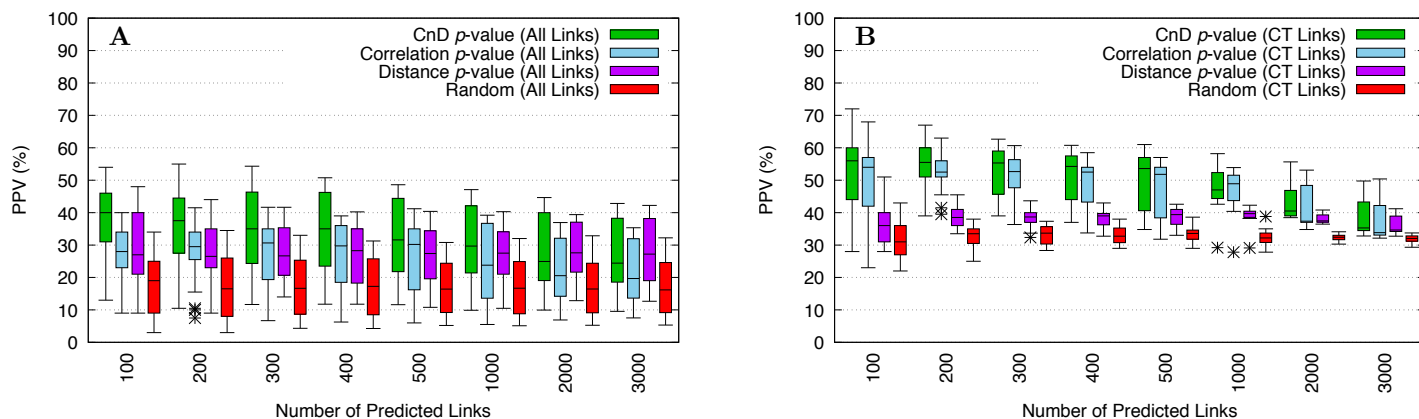 A
CnD p-value (All Links)
Correlation p-value (All Links)
Distance p-value (All Links)
Random (All Links)
PPV (%)
100
90
80
70
60
50
40
30
20
10
0
100
200
300
400
500
1000
2000
3000
Number of Predicted Links
B
CnD p-value (CT Links)
Correlation p-value (CT Links)
Distance p-value (CT Links)
Random (CT Links)
PPV (%)
100
90
80
70
60
50
40
30
20
10
0
100
200
300
400
500
1000
2000
3000
Number of Predicted Links